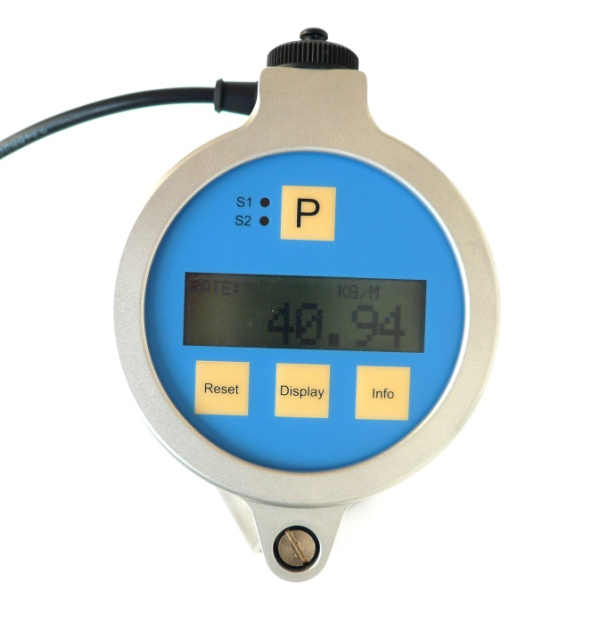 S1
S2
P
RATE: KG/M
40.94
Reset Display Info